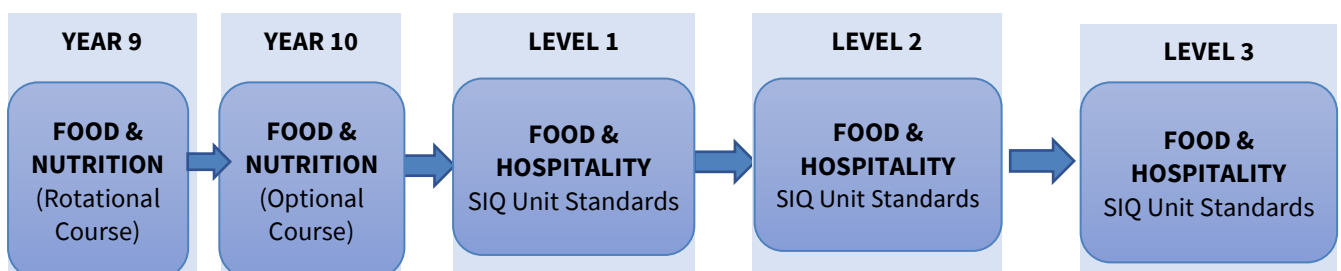 YEAR 9
FOOD &
NUTRITION
(Rotational
Course)
YEAR 10
FOOD &
NUTRITION
(Optional
Course)
LEVEL 1
FOOD &
HOSPITALITY
SIQ Unit Standards
LEVEL 2
FOOD &
HOSPITALITY
SIQ Unit Standards
LEVEL 3
FOOD &
HOSPITALITY
SIQ Unit Standards